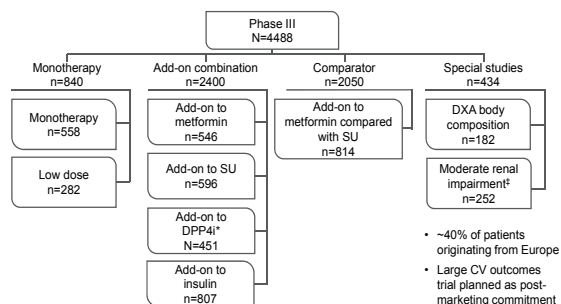 Phase III
N=4488
Monotherapy
n=840
Monotherapy
n=558
Low dose
n=282
Add-on combination
n=2400
Add-on to
metformin
n=546
Add-on to SU
n=596
Add-on to
DPP4i*
N=451
Add-on to
insulin
n=807
Comparator
n=2050
Add-on to
metformin compared
with SU
n=814
Special studies
n=434
DXA body
composition
n=182
Moderate renal
impairment‡
n=252
• ~40% of patients
originating from Europe
• Large CV outcomes
trial planned as post-
marketing commitment